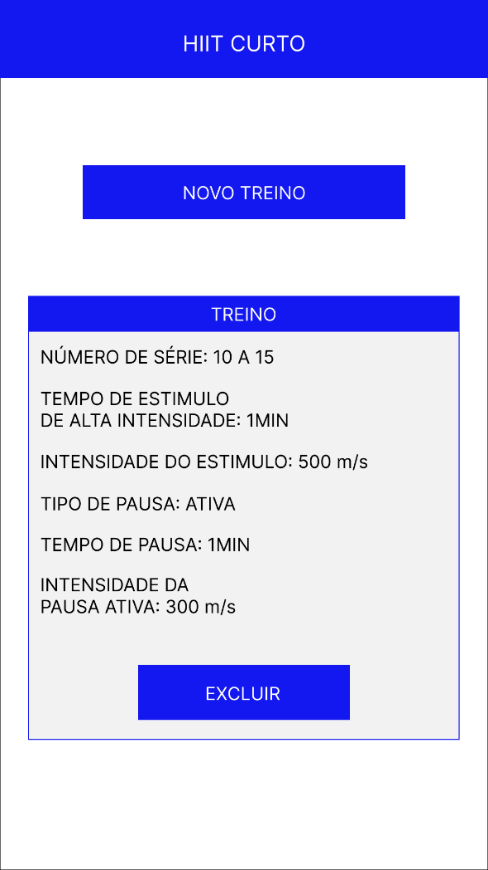 HIIT CURTO
NOVO TREINO
TREINO
NÚMERO DE SÉRIE: 10 A 15
TEMPO DE ESTIMULO
DE ALTA INTENSIDADE: 1MIN
INTENSIDADE DO ESTIMULO: 500 m/s
TIPO DE PAUSA: ATIVA
TEMPO DE PAUSA: 1MIN
INTENSIDADE DA
PAUSA ATIVA: 300 m/s
EXCLUIR